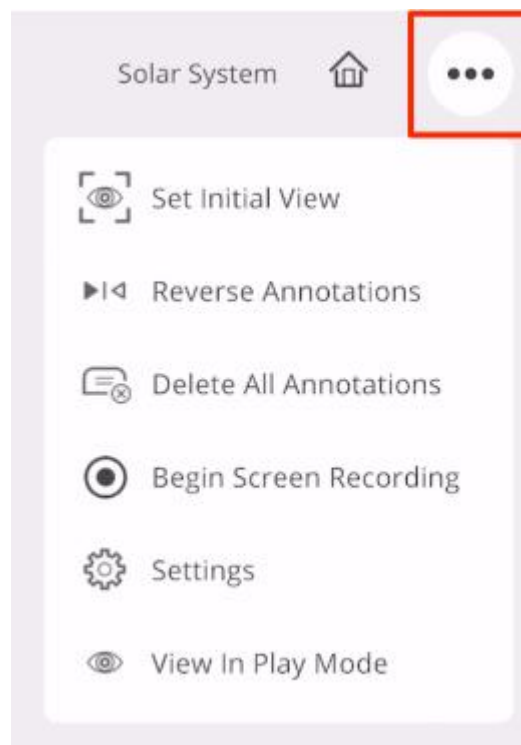 Solar System
Set Initial View
Reverse Annotations
Delete All Annotations
Begin Screen Recording
Settings
View In Play Mode